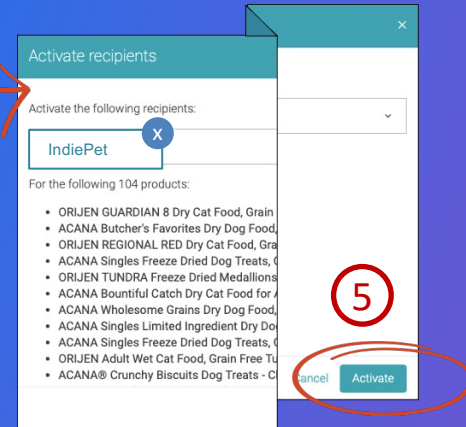 ×
Activate recipients
Activate the following recipients:
IndiePet X
For the following 104 products:
• ORIJEN GUARDIAN 8 Dry Cat Food, Grain
• ACANA Butcher's Favorites Dry Dog Food,
• ORIJEN REGIONAL RED Dry Cat Food, Gra
• ACANA Singles Freeze Dried Dog Treats,
• ORIJEN TUNDRA Freeze Dried Medallions
• ACANA Bountiful Catch Dry Cat Food for
• ACANA Wholesome Grains Dry Dog Food,
• ACANA Singles Limited Ingredient Dry Do
• ACANA Singles Freeze Dried Dog Treats,
• ORIJEN Adult Wet Cat Food, Grain Free Tu
• ACANA® Crunchy Biscuits Dog Treats -
5
Cancel Activate